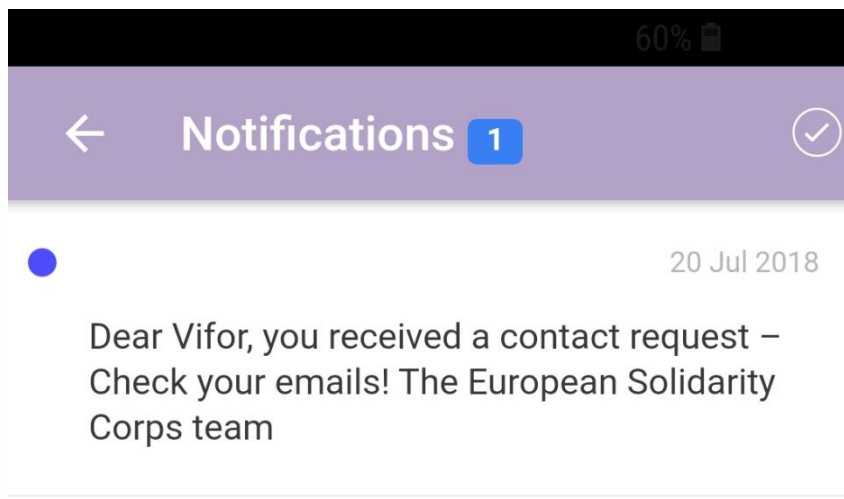 60%
Notifications 1
20 Jul 2018
Dear Vifor, you received a contact request –
Check your emails! The European Solidarity
Corps team